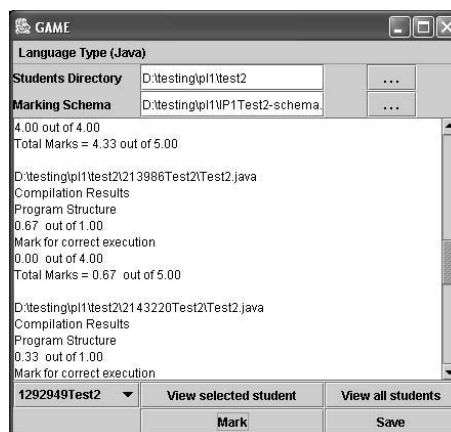 GAME
Language Type (Java)
Students Directory D:\testing\pl1\test2 ...
Marking Schema D:\testing\pl1\IP1Test2-schema. ...
4.00 out of 4.00
Total Marks = 4.33 out of 5.00
D:\testing\pl1\test2\213986Test2\Test2.java
Compilation Results
Program Structure
0.67 out of 1.00
Mark for correct execution
0.00 out of 4.00
Total Marks = 0.67 out of 5.00
D:\testing\pl1\test2\2143220Test2\Test2.java
Compilation Results
Program Structure
0.33 out of 1.00
Mark for correct execution
1292949Test2 View selected student View all students
Mark Save